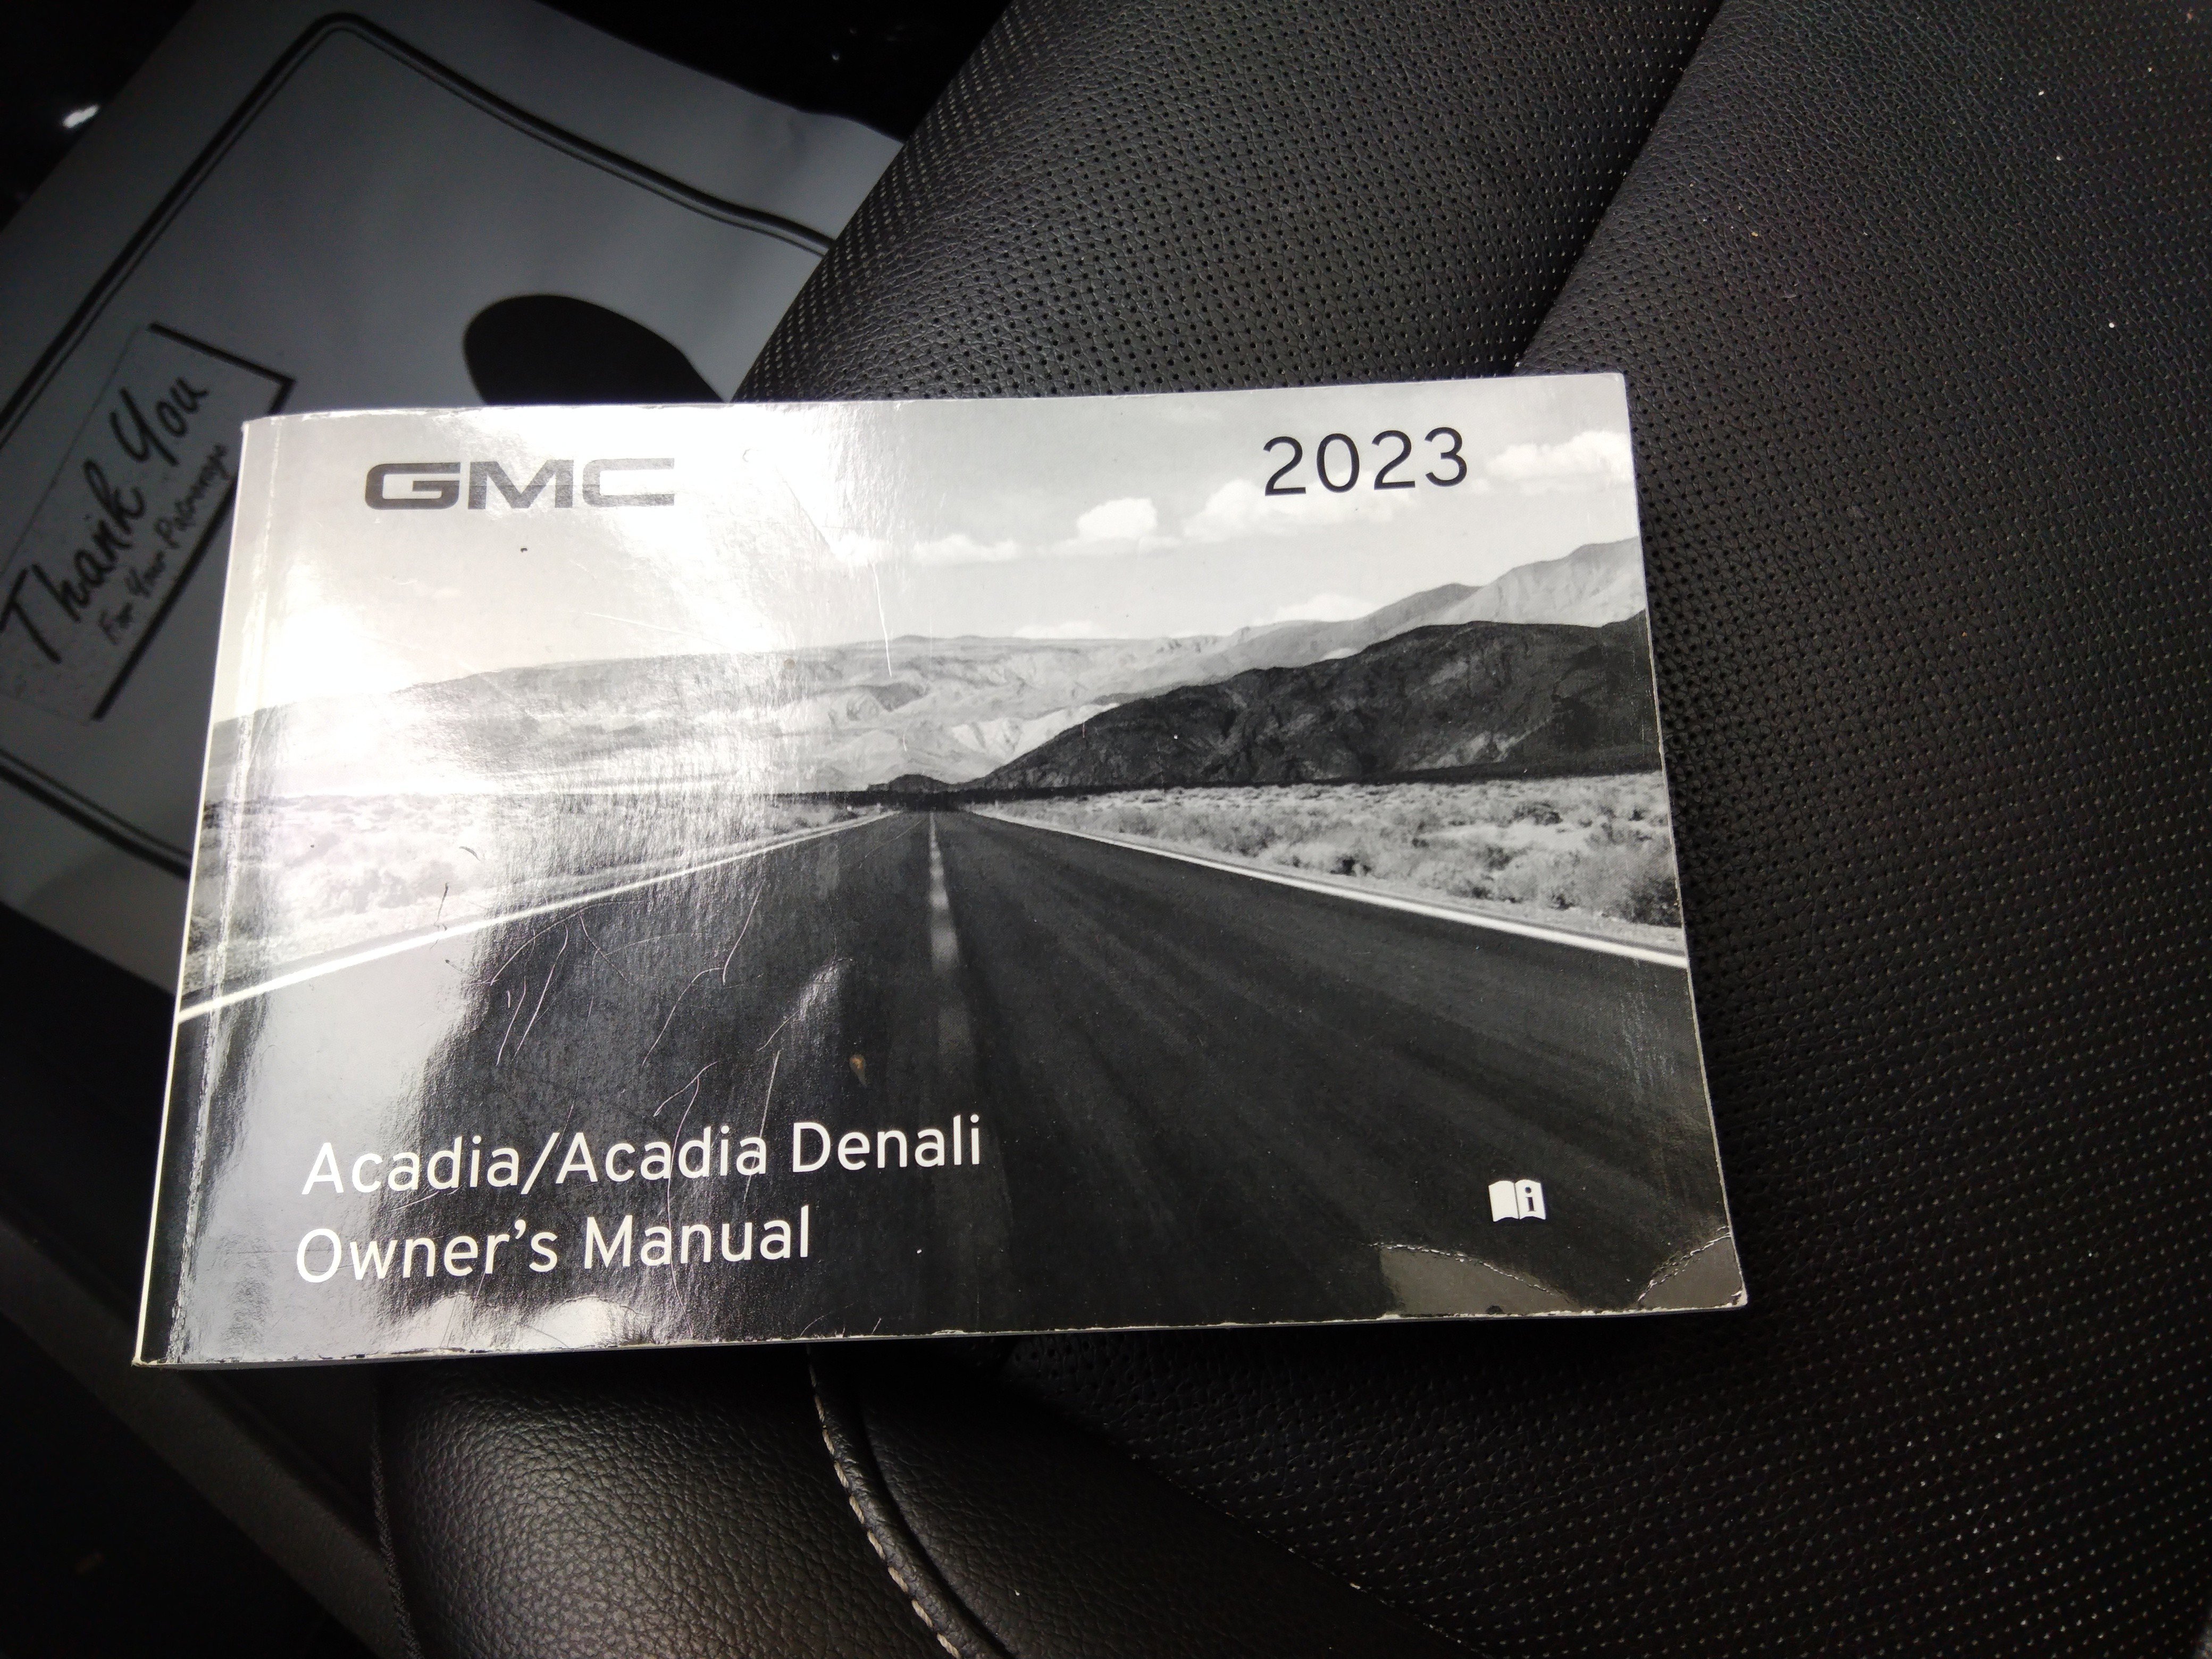 GMC
2023
Acadia/Acadia Denali
Owner's Manual
i
Thank You
For Your Patronage